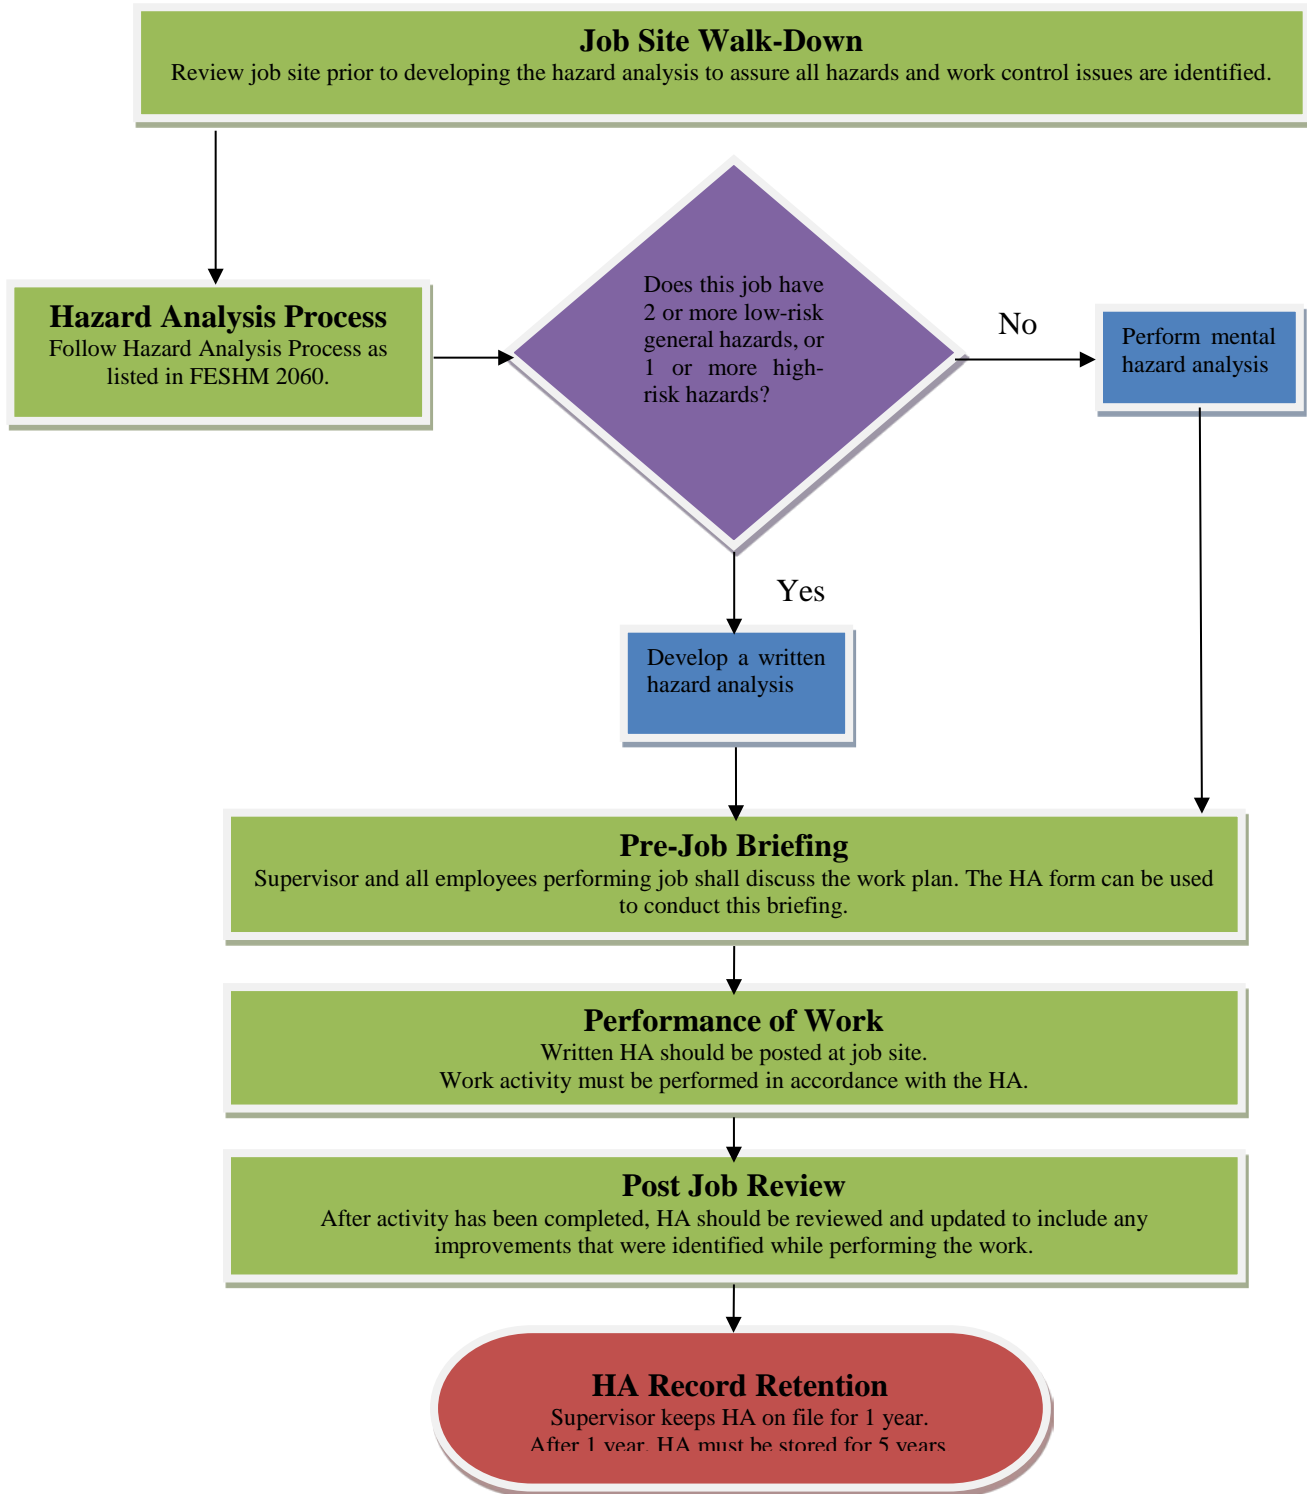 Job Site Walk-Down
Review job site prior to developing the hazard analysis to assure all hazards and work control issues are identified.
Hazard Analysis Process
Follow Hazard Analysis Process as
listed in FESHM 2060.
Does this job have
2 or more low-risk
general hazards, or
1 or more high-
risk hazards?
No
Perform mental
hazard analysis
Yes
Develop a written
hazard analysis
Pre-Job Briefing
Supervisor and all employees performing job shall discuss the work plan. The HA form can be used
to conduct this briefing.
Performance of Work
Written HA should be posted at job site.
Work activity must be performed in accordance with the HA.
Post Job Review
After activity has been completed, HA should be reviewed and updated to include any
improvements that were identified while performing the work.
HA Record Retention
Supervisor keeps HA on file for 1 year.
After 1 year, HA must be stored for 5 years